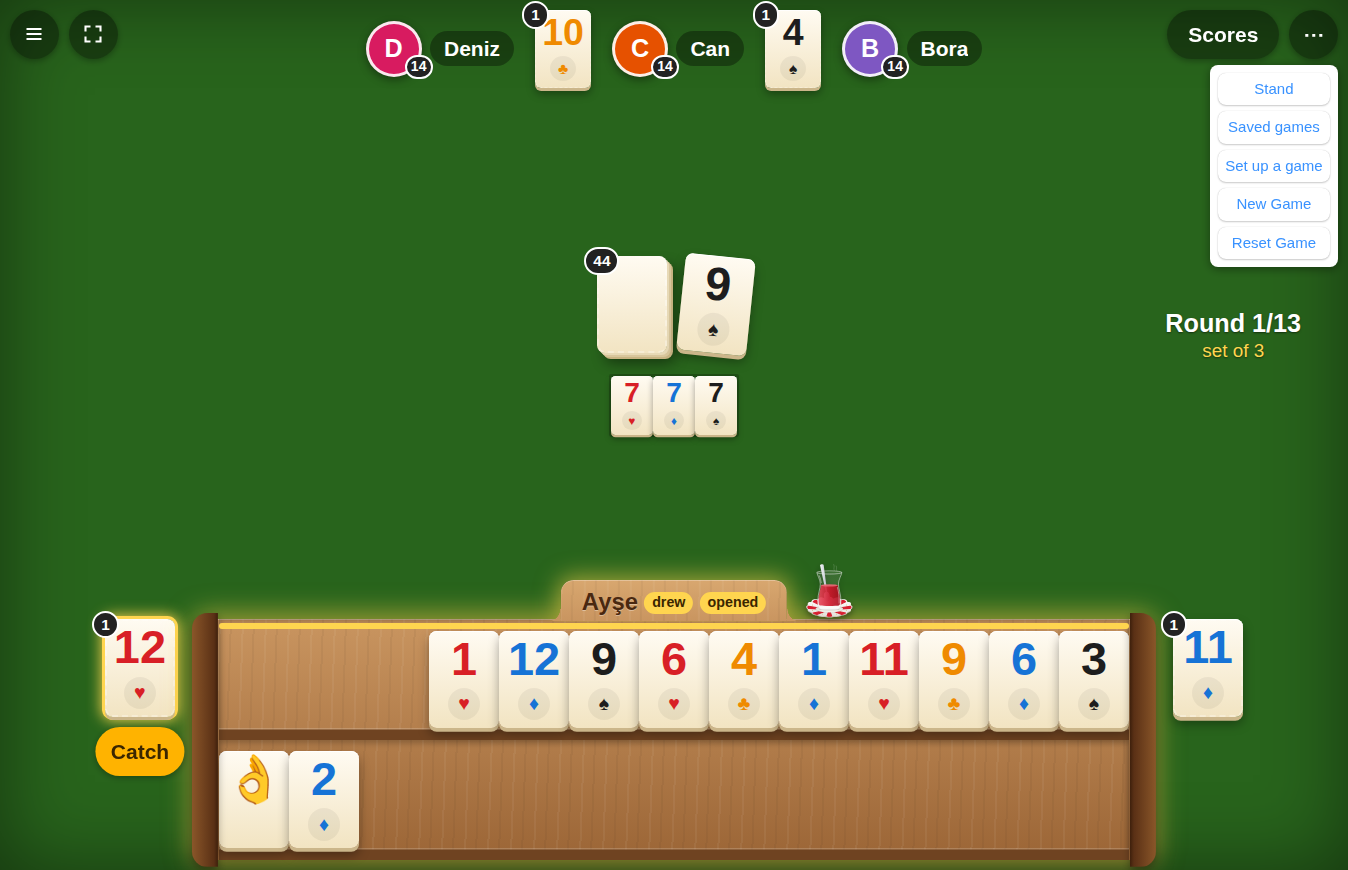 D 14 Deniz
1 10
C 14 Can
1 4
B 14 Bora
Scores
Stand
Saved games
Set up a game
New Game
Reset Game
44
9
Round 1/13
set of 3
7 7 7
Ayşe drew opened
1 12
1 12 9 6 4 1 11 9 6 3
1 11
Catch
2